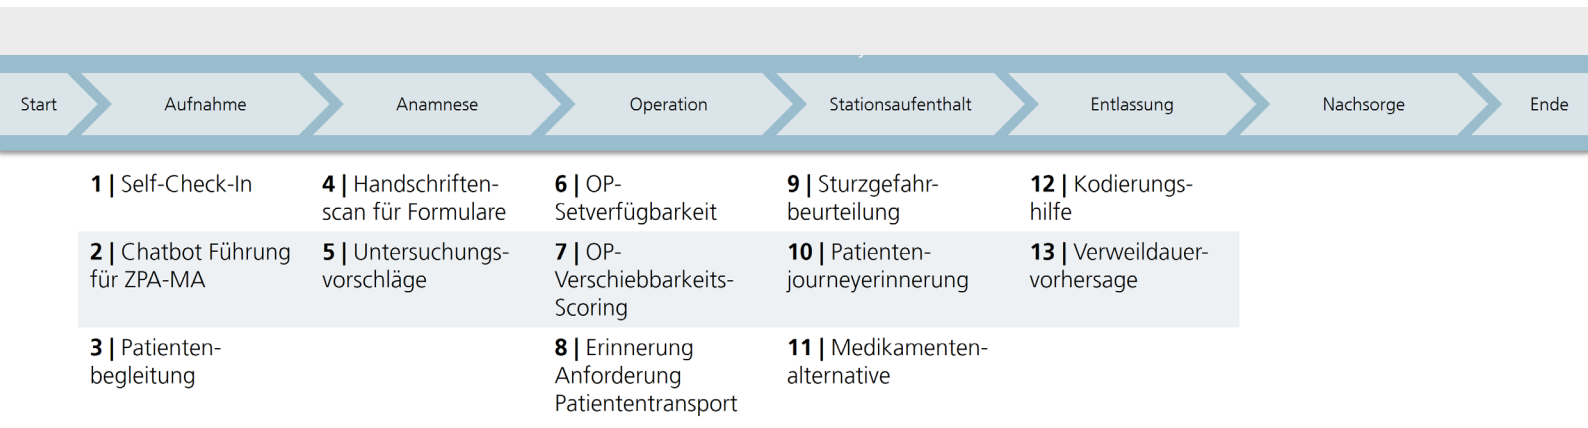 Start
Aufnahme
Anamnese
Operation
Stationsaufenthalt
Entlassung
Nachsorge
Ende
1 | Self-Check-In
2 | Chatbot Führung
für ZPA-MA
3 | Patienten-
begleitung
4 | Handschriften-
scan für Formulare
5 | Untersuchungs-
vorschläge
6 | OP-
Setverfügbarkeit
7 | OP-
Verschiebbarkeits-
Scoring
8 | Erinnerung
Anforderung
Patiententransport
9 | Sturzgefahr-
beurteilung
10 | Patienten-
journeyerinnerung
11 | Medikamenten-
alternative
12 | Kodierungs-
hilfe
13 | Verweildauer-
vorhersage